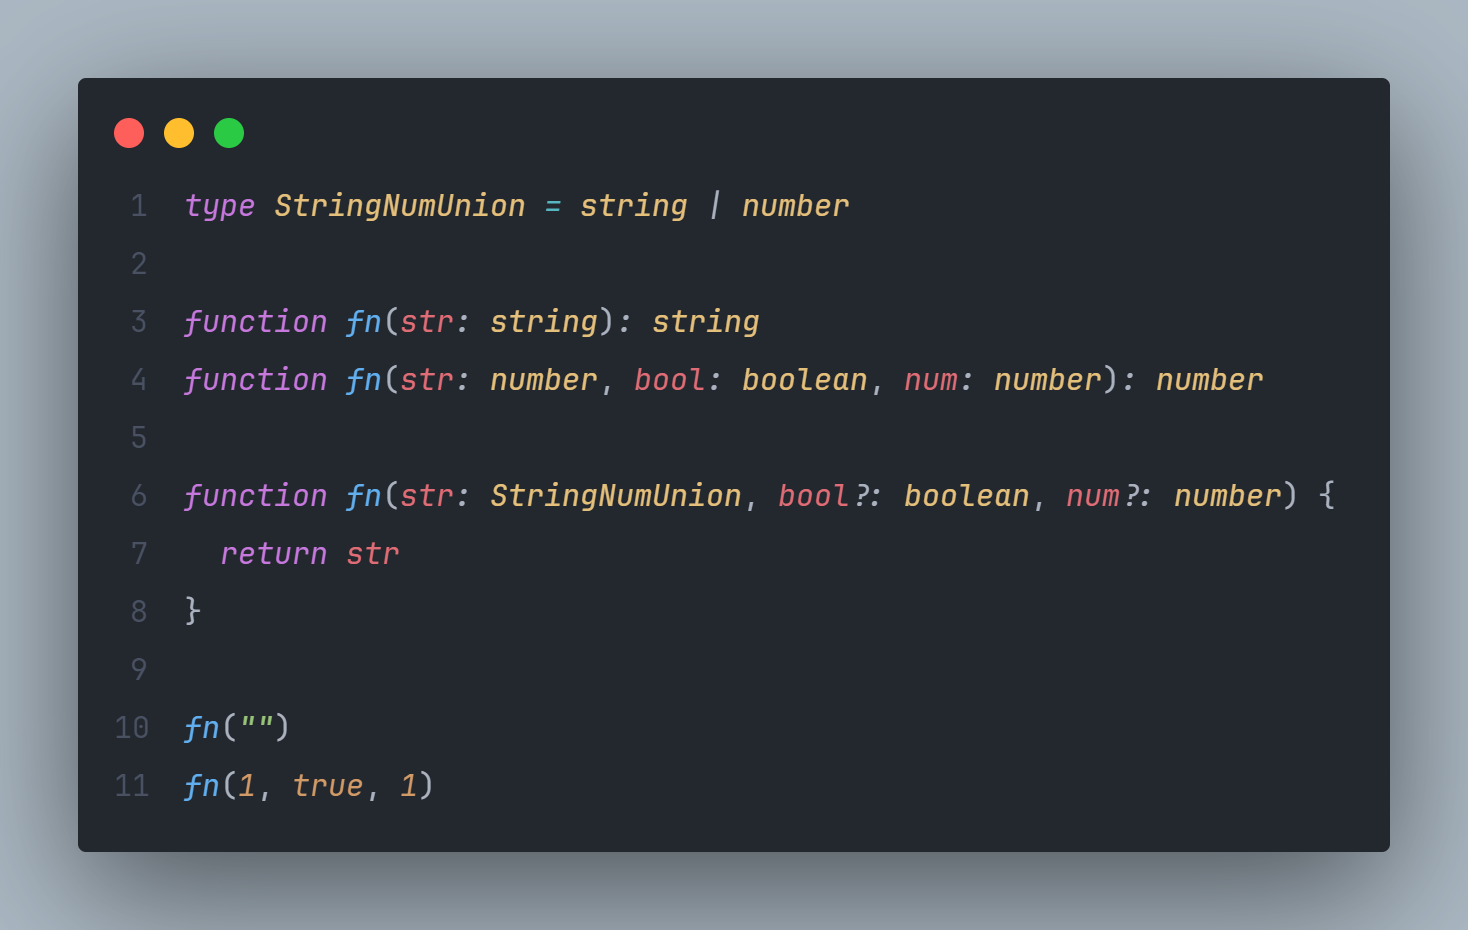 1 type StringNumUnion = string | number
2
3 function fn(str: string): string
4 function fn(str: number, bool: boolean, num: number): number
5
6 function fn(str: StringNumUnion, bool?: boolean, num?: number) {
7   return str
8 }
9
10 fn("")
11 fn(1, true, 1)